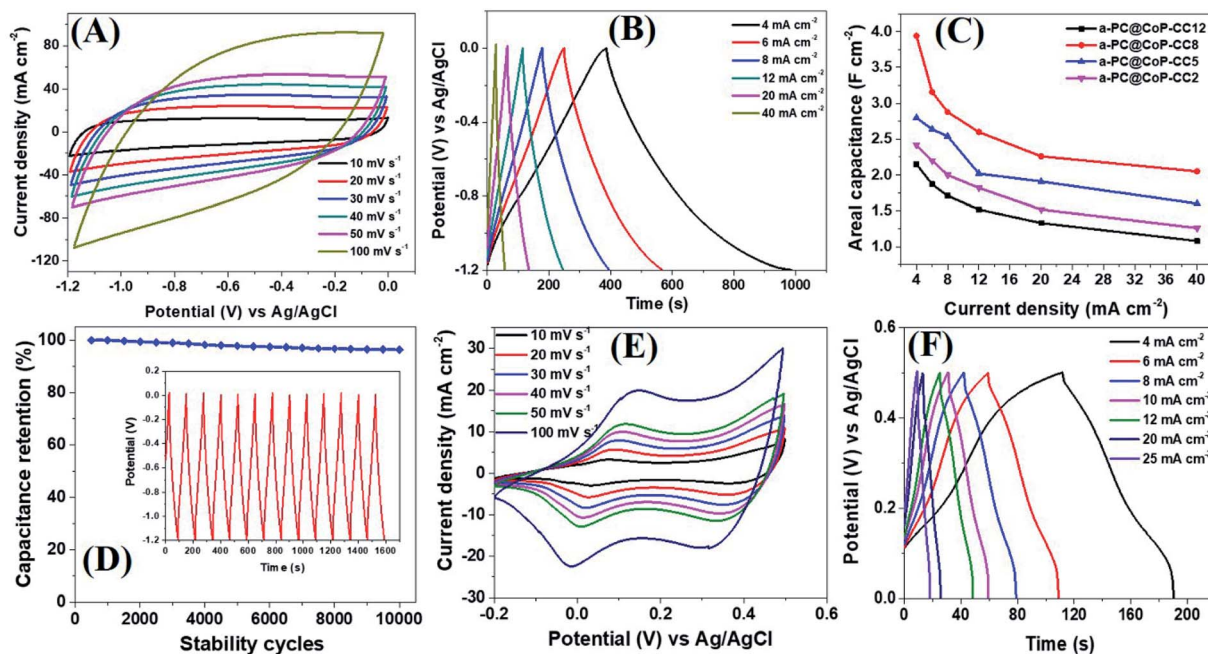 (A)
Current density (mA cm⁻²)
80
40
0
-40
-80
-120
10 mV s⁻¹
20 mV s⁻¹
30 mV s⁻¹
40 mV s⁻¹
50 mV s⁻¹
100 mV s⁻¹
-1.2 -1.0 -0.8 -0.6 -0.4 -0.2 0.0
Potential (V) vs Ag/AgCl
(B)
Potential (V) vs Ag/AgCl
0.0
-0.4
-0.8
-1.2
4 mA cm⁻²
6 mA cm⁻²
8 mA cm⁻²
12 mA cm⁻²
20 mA cm⁻²
40 mA cm⁻²
0 200 400 600 800 1000
Time (s)
(C)
Areal capacitance (F cm⁻²)
4.0
3.5
3.0
2.5
2.0
1.5
1.0
a-PC@CoP-CC12
a-PC@CoP-CC8
a-PC@CoP-CC5
a-PC@CoP-CC2
4 8 12 16 20 24 28 32 36 40
Current density (mA cm⁻²)
(D)
Capacitance retention (%)
100
80
60
40
20
0
Potential (V)
0.2
0.0
-0.2
-0.4
-0.6
-0.8
-1.0
-1.2
0 200 400 600 800 1000 1200 1400 1600
Time (s)
0 2000 4000 6000 8000 10000
Stability cycles
(E)
Current density (mA cm⁻²)
30
20
10
0
-10
-20
-30
10 mV s⁻¹
20 mV s⁻¹
30 mV s⁻¹
40 mV s⁻¹
50 mV s⁻¹
100 mV s⁻¹
-0.2 0.0 0.2 0.4 0.6
Potential (V) vs Ag/AgCl
(F)
Potential (V) vs Ag/AgCl
0.6
0.4
0.2
0.0
4 mA cm⁻²
6 mA cm⁻²
8 mA cm⁻²
10 mA cm⁻²
12 mA cm⁻²
20 mA cm⁻²
25 mA cm⁻²
0 40 80 120 160 200
Time (s)